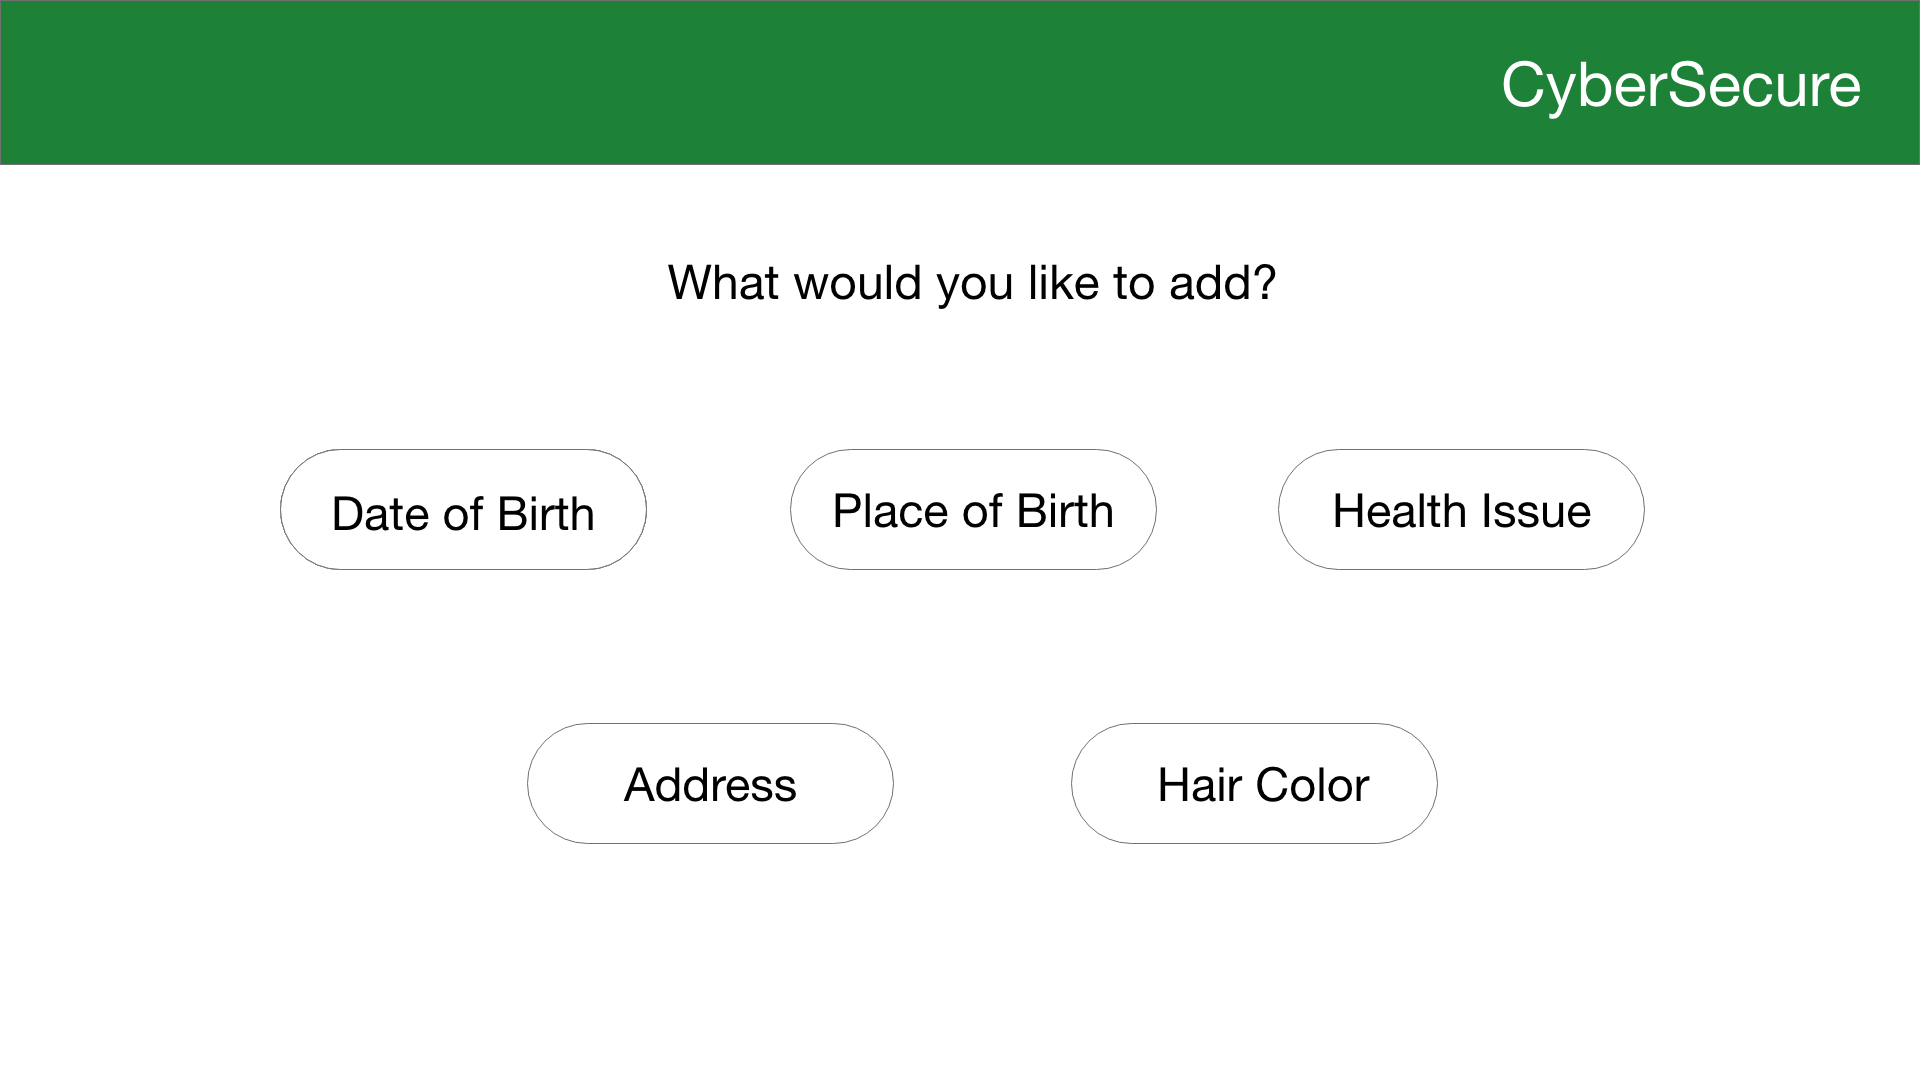 CyberSecure
What would you like to add?
Date of Birth
Place of Birth
Health Issue
Address
Hair Color